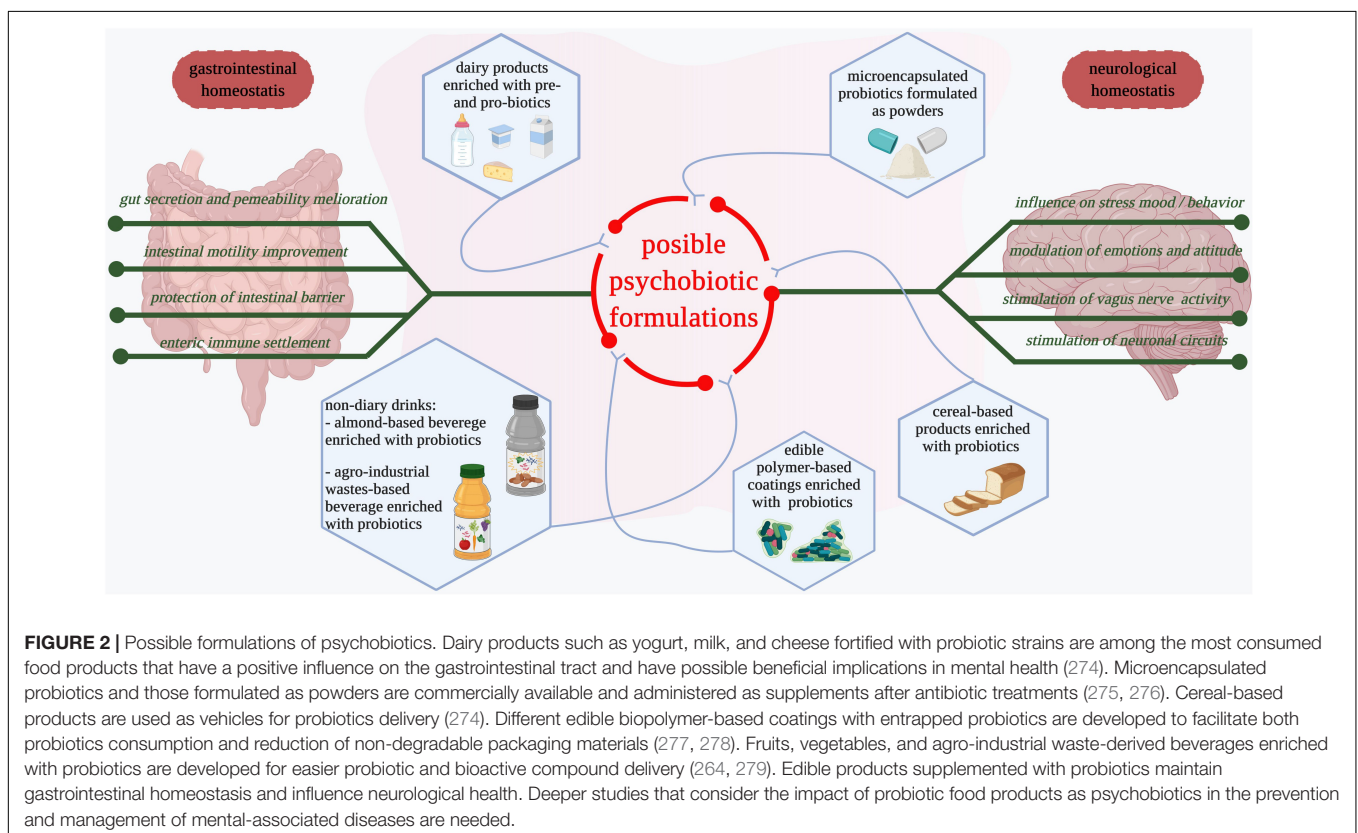 gastrointestinal
homeostatis
dairy products
enriched with pre-
and pro-biotics
microencapsulated
probiotics formulated
as powders
neurological
homeostatis
gut secretion and pemeability melioration
intestinal motility improvement
protection of intestinal barrier
enteric immune settlement
posible
psychobiotic
formulations
influence on stress mood / behavior
modulation of emotions and attitude
stimulation of vagus nerve activity
stimulation of neuronal circuits
non-diary drinks:
- almond-based beverege
enriched with probiotics
- agro-industrial
wastes-based
beverage enriched
with probiotics
edible
polymer-based
coatings enriched
with probiotics
cereal-based
products enriched
with probiotics
FIGURE 2 | Possible formulations of psychobiotics. Dairy products such as yogurt, milk, and cheese fortified with probiotic strains are among the most consumed
food products that have a positive influence on the gastrointestinal tract and have possible beneficial implications in mental health (274). Microencapsulated
probiotics and those formulated as powders are commercially available and administered as supplements after antibiotic treatments (275, 276). Cereal-based
products are used as vehicles for probiotics delivery (274). Different edible biopolymer-based coatings with entrapped probiotics are developed to facilitate both
probiotics consumption and reduction of non-degradable packaging materials (277, 278). Fruits, vegetables, and agro-industrial waste-derived beverages enriched
with probiotics are developed for easier probiotic and bioactive compound delivery (264, 279). Edible products supplemented with probiotics maintain
gastrointestinal homeostasis and influence neurological health. Deeper studies that consider the impact of probiotic food products as psychobiotics in the prevention
and management of mental-associated diseases are needed.